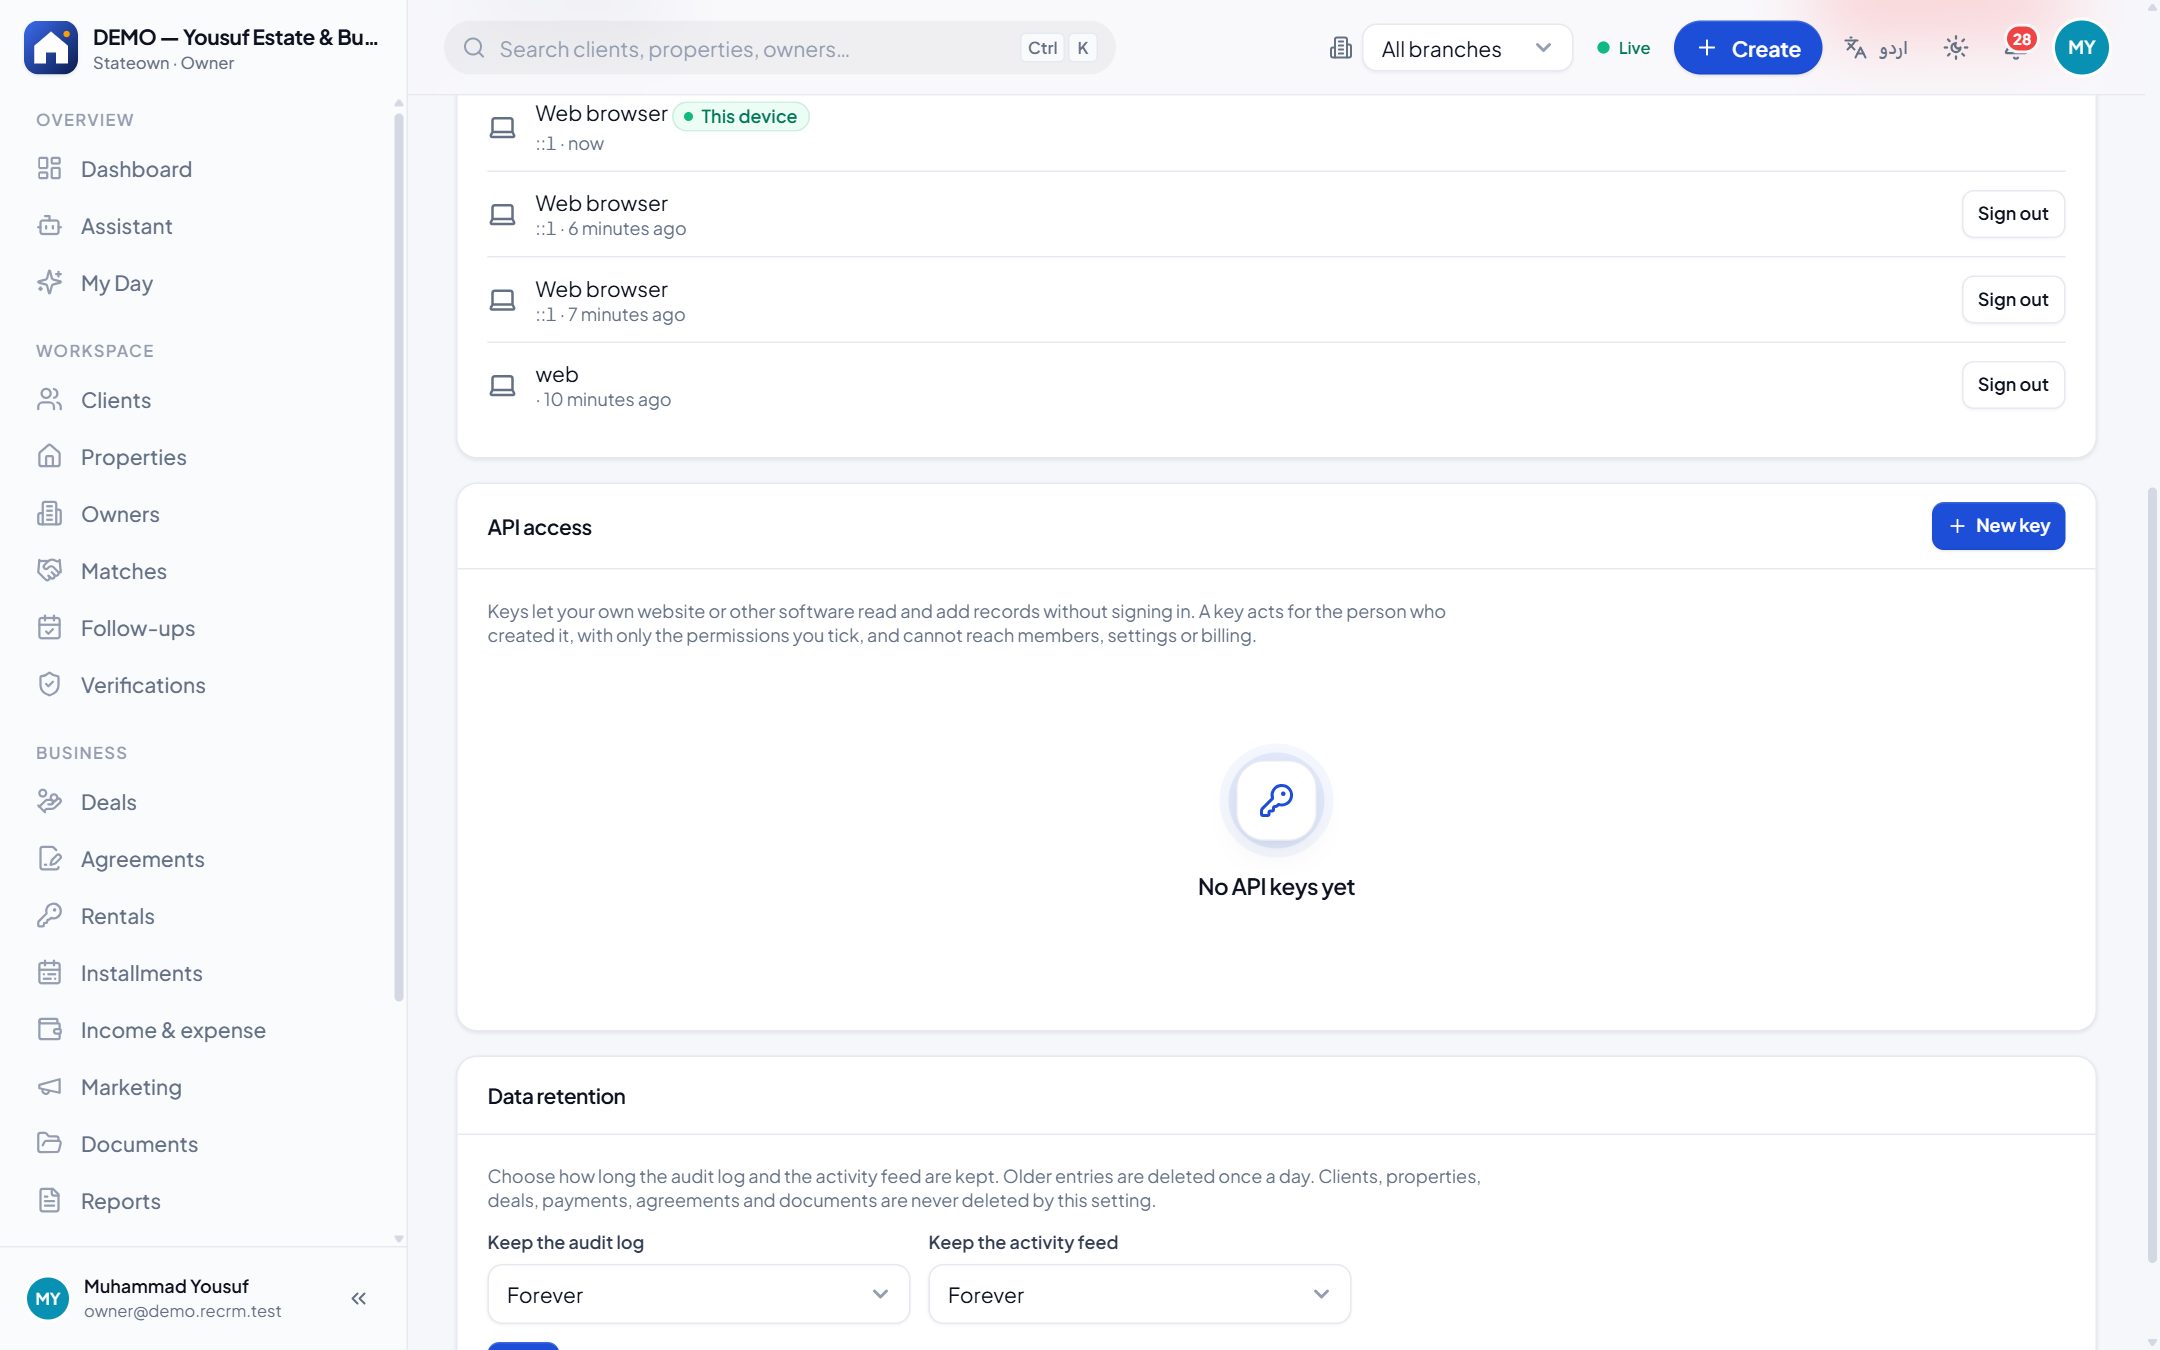 DEMO — Yousuf Estate & Bu...
Stateown · Owner
Search clients, properties, owners...
Ctrl K
All branches
Live
+ Create
اردو
28
MY
OVERVIEW
Dashboard
Assistant
My Day
WORKSPACE
Clients
Properties
Owners
Matches
Follow-ups
Verifications
BUSINESS
Deals
Agreements
Rentals
Installments
Income & expense
Marketing
Documents
Reports
MY
Muhammad Yousuf
owner@demo.recrm.test
Web browser This device
::1 · now
Web browser
::1 · 6 minutes ago
Sign out
Web browser
::1 · 7 minutes ago
Sign out
web
· 10 minutes ago
Sign out
API access
+ New key
Keys let your own website or other software read and add records without signing in. A key acts for the person who
created it, with only the permissions you tick, and cannot reach members, settings or billing.
No API keys yet
Data retention
Choose how long the audit log and the activity feed are kept. Older entries are deleted once a day. Clients, properties,
deals, payments, agreements and documents are never deleted by this setting.
Keep the audit log
Forever
Keep the activity feed
Forever